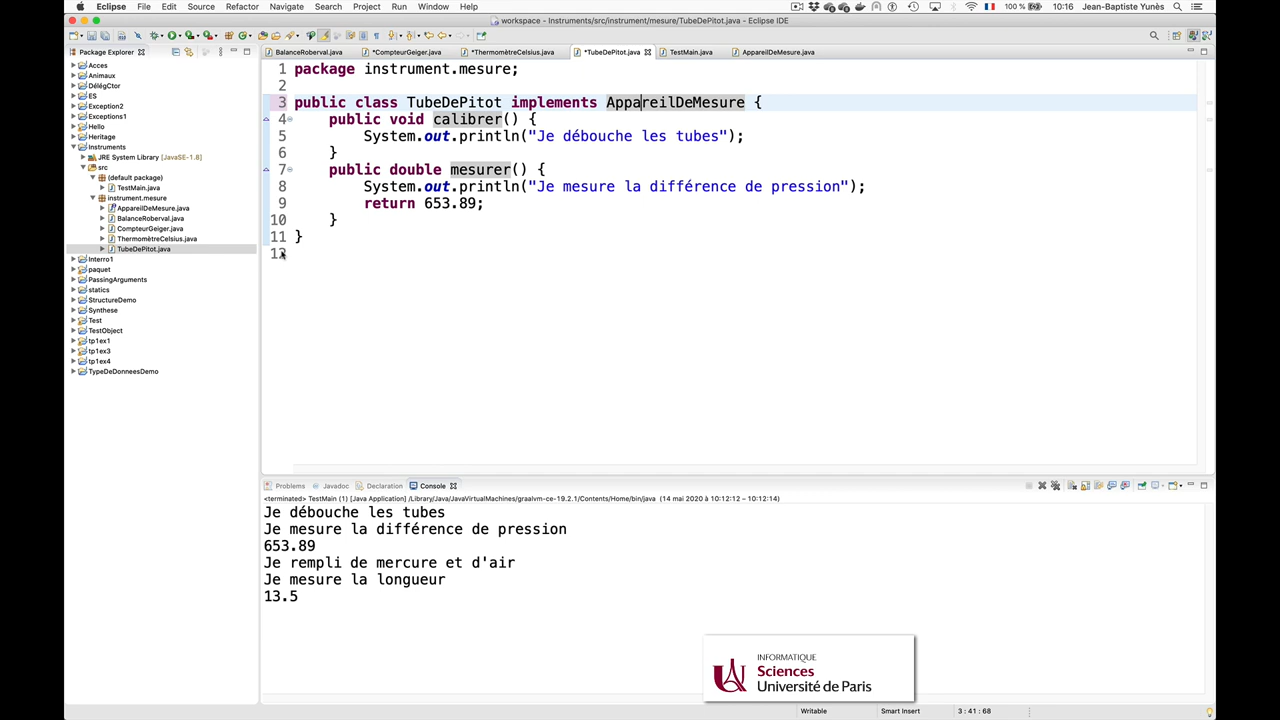 Eclipse File Edit Source Refactor Navigate Search Project Run Window Help 100 % 10:16 Jean-Baptiste Yunès
workspace - Instruments/src/instrument/mesure/TubeDePitot.java - Eclipse IDE
Package Explorer
BalanceRoberval.java *CompteurGeiger.java *ThermomètreCelsius.java *TubeDePitot.java TestMain.java AppareilDeMesure.java
Acces
Animaux
DélégCtor
ES
Exception2
Exceptions1
Hello
Heritage
Instruments
JRE System Library [JavaSE-1.8]
src
(default package)
TestMain.java
instrument.mesure
AppareilDeMesure.java
BalanceRoberval.java
CompteurGeiger.java
ThermomètreCelsius.java
TubeDePitot.java
Interro1
paquet
PassingArguments
statics
StructureDemo
Synthese
Test
TestObject
tp1ex1
tp1ex3
tp1ex4
TypeDeDonneesDemo
1 package instrument.mesure;
2
3 public class TubeDePitot implements AppareilDeMesure {
4 public void calibrer() {
5 System.out.println("Je débouche les tubes");
6 }
7 public double mesurer() {
8 System.out.println("Je mesure la différence de pression");
9 return 653.89;
10 }
11 }
12
Problems Javadoc Declaration Console
<terminated> TestMain (1) [Java Application] /Library/Java/JavaVirtualMachines/graalvm-ce-19.2.1/Contents/Home/bin/java (14 mai 2020 à 10:12:12 – 10:12:14)
Je débouche les tubes
Je mesure la différence de pression
653.89
Je rempli de mercure et d'air
Je mesure la longueur
13.5
INFORMATIQUE
Sciences
Université de Paris
Writable Smart Insert 3 : 41 : 68